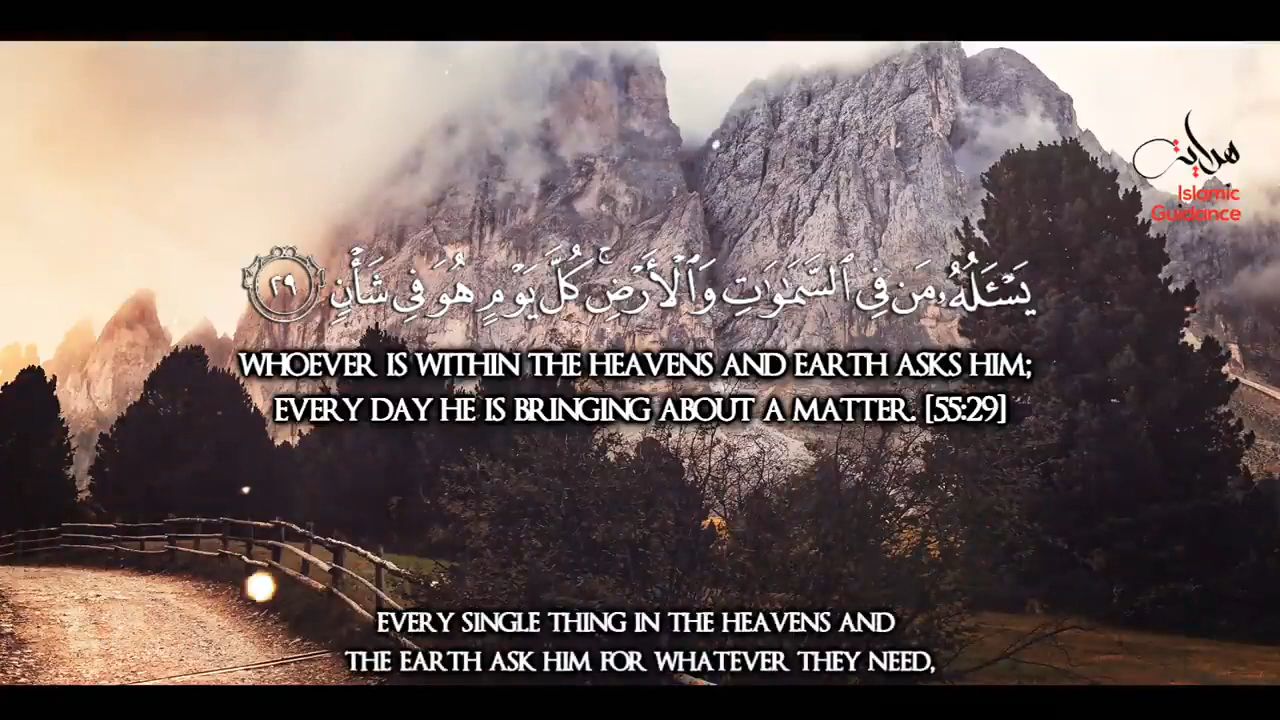 هداية
Islamic
Guidance
يَسْـَٔلُهُۥ مَن فِى ٱلسَّمَٰوَٰتِ وَٱلْأَرْضِ ۚ كُلَّ يَوْمٍ هُوَ فِى شَأْنٍ ٢٩
WHOEVER IS WITHIN THE HEAVENS AND EARTH ASKS HIM;
EVERY DAY HE IS BRINGING ABOUT A MATTER. [55:29]
EVERY SINGLE THING IN THE HEAVENS AND
THE EARTH ASK HIM FOR WHATEVER THEY NEED,